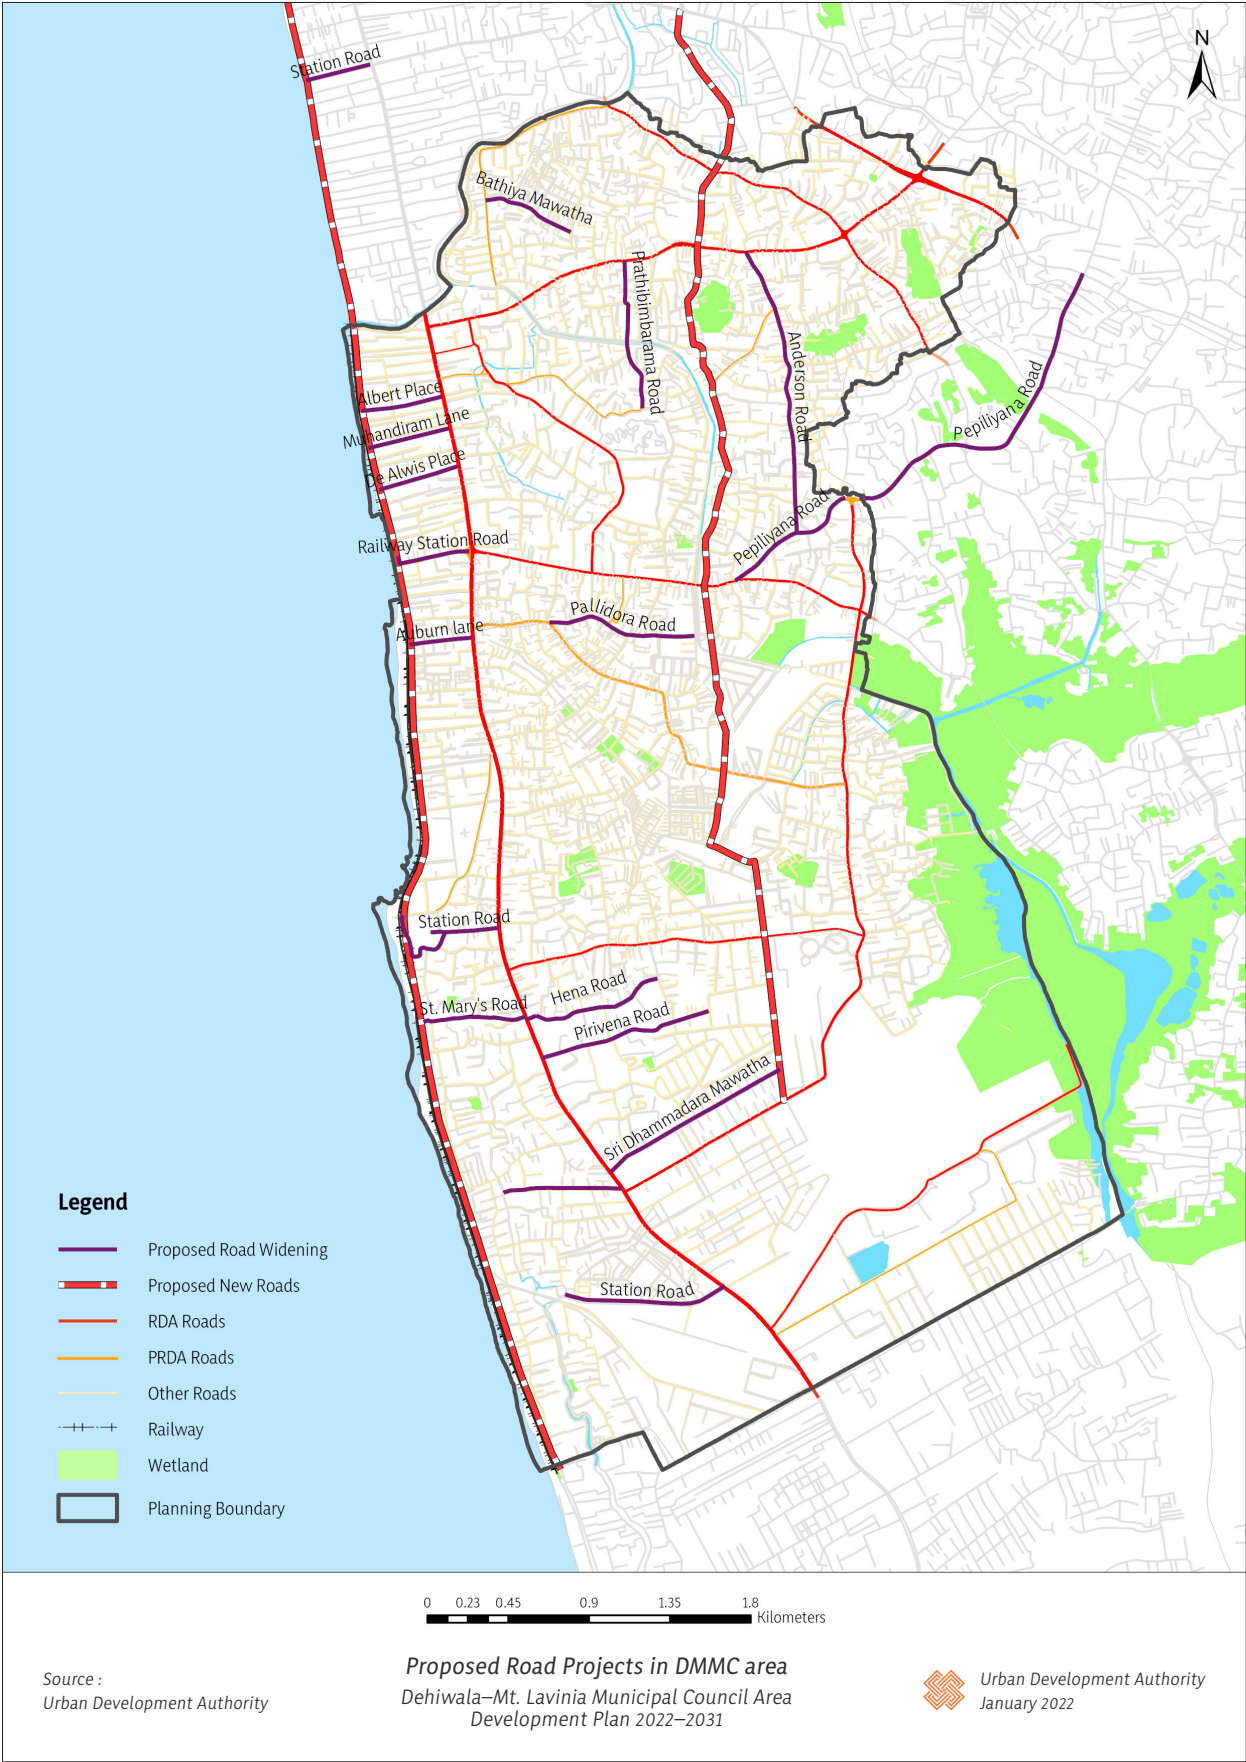 N
Station Road
Bathiya Mawatha
Prathibimbarama Road
Anderson Road
Pepiliyana Road
Albert Place
Muhandiram Lane
De Alwis Place
Pepiliyana Road
Railway Station Road
Pallidora Road
Auburn lane
Station Road
Hena Road
St. Mary's Road
Pirivena Road
Sri Dhammadara Mawatha
Station Road
Legend
Proposed Road Widening
Proposed New Roads
RDA Roads
PRDA Roads
Other Roads
Railway
Wetland
Planning Boundary
0 0.23 0.45 0.9 1.35 1.8
Kilometers
Source :
Urban Development Authority
Proposed Road Projects in DMMC area
Dehiwala–Mt. Lavinia Municipal Council Area
Development Plan 2022–2031
Urban Development Authority
January 2022